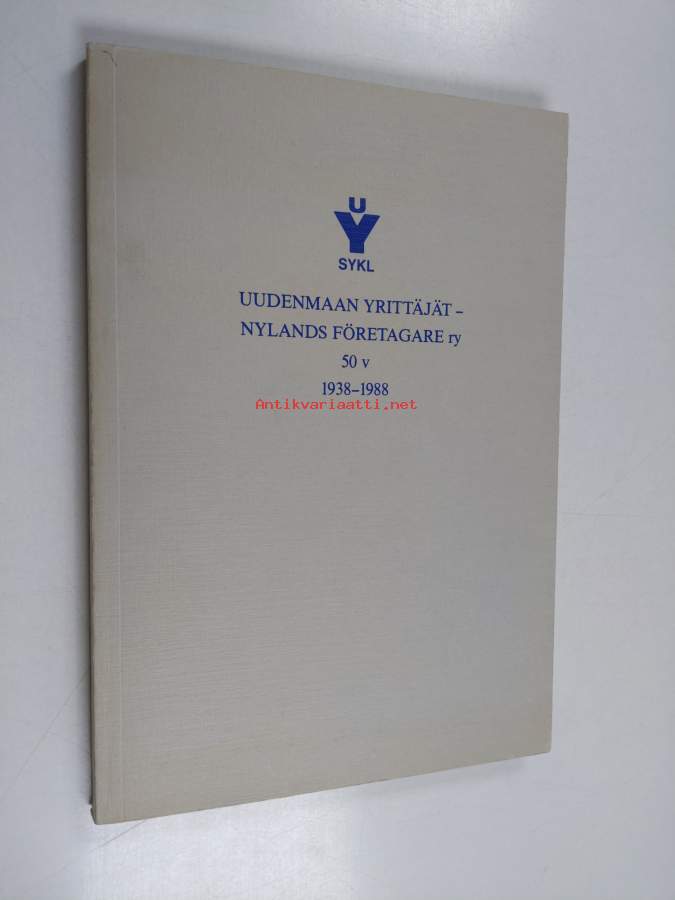 U
Y
SYKL
UUDENMAAN YRITTÄJÄT –
NYLANDS FÖRETAGARE ry
50 v
1938–1988
Antikvariaatti.net